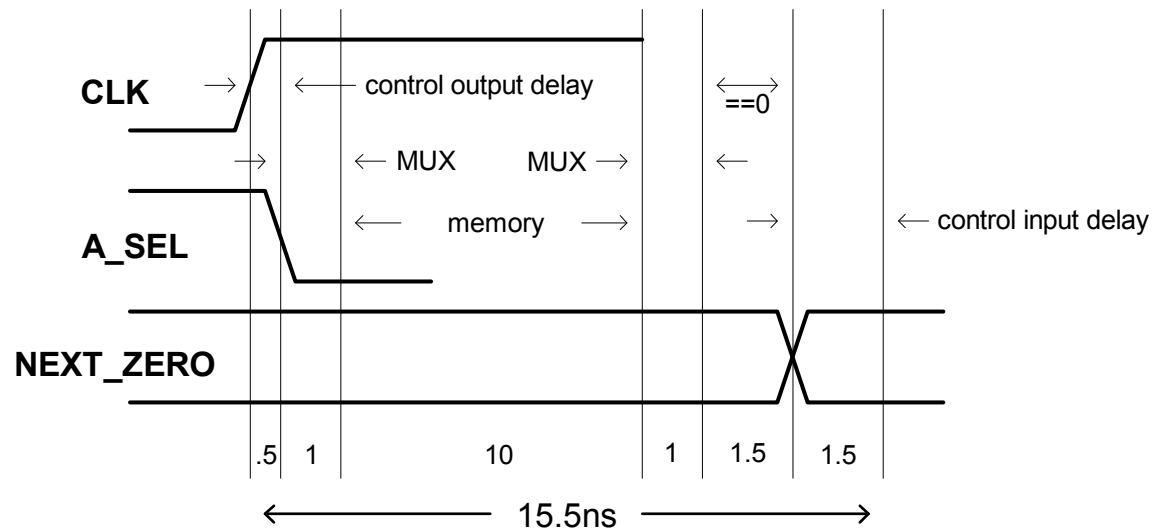 CLK
control output delay
==0
MUX
MUX
memory
control input delay
A_SEL
NEXT_ZERO
.5
1
10
1
1.5
1.5
15.5ns